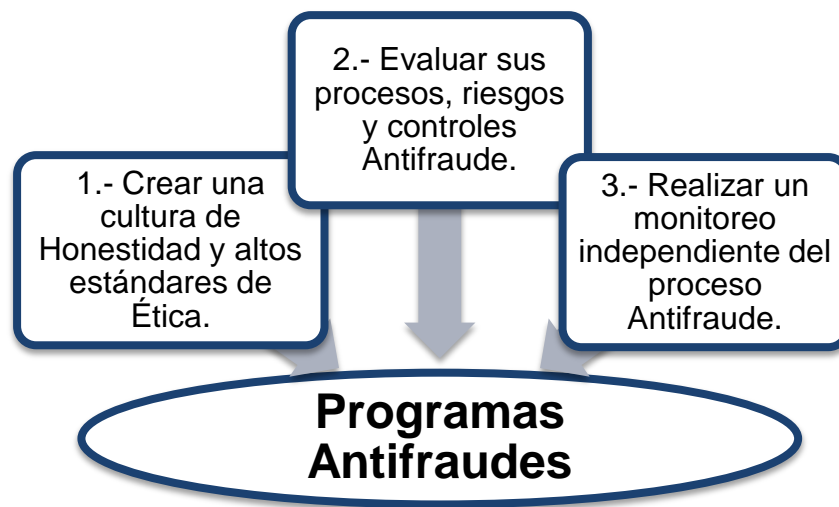 1.- Crear una
cultura de
Honestidad y altos
estándares de
Ética.
2.- Evaluar sus
procesos, riesgos
y controles
Antifraude.
3.- Realizar un
monitoreo
independiente del
proceso
Antifraude.
Programas
Antifraudes